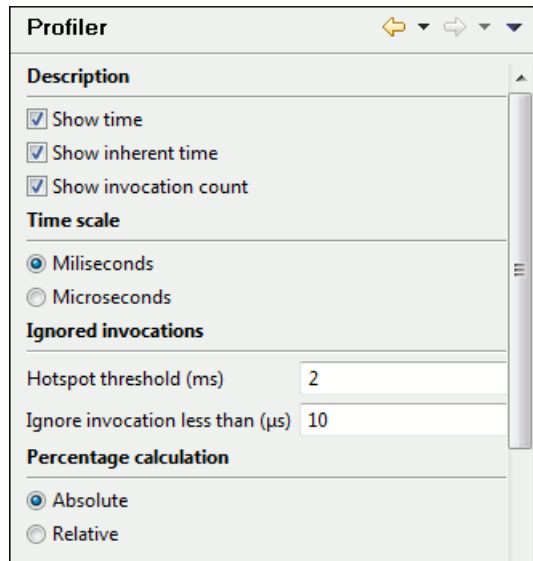 Profiler
Description
Show time
Show inherent time
Show invocation count
Time scale
Miliseconds
Microseconds
Ignored invocations
Hotspot threshold (ms) 2
Ignore invocation less than (µs) 10
Percentage calculation
Absolute
Relative